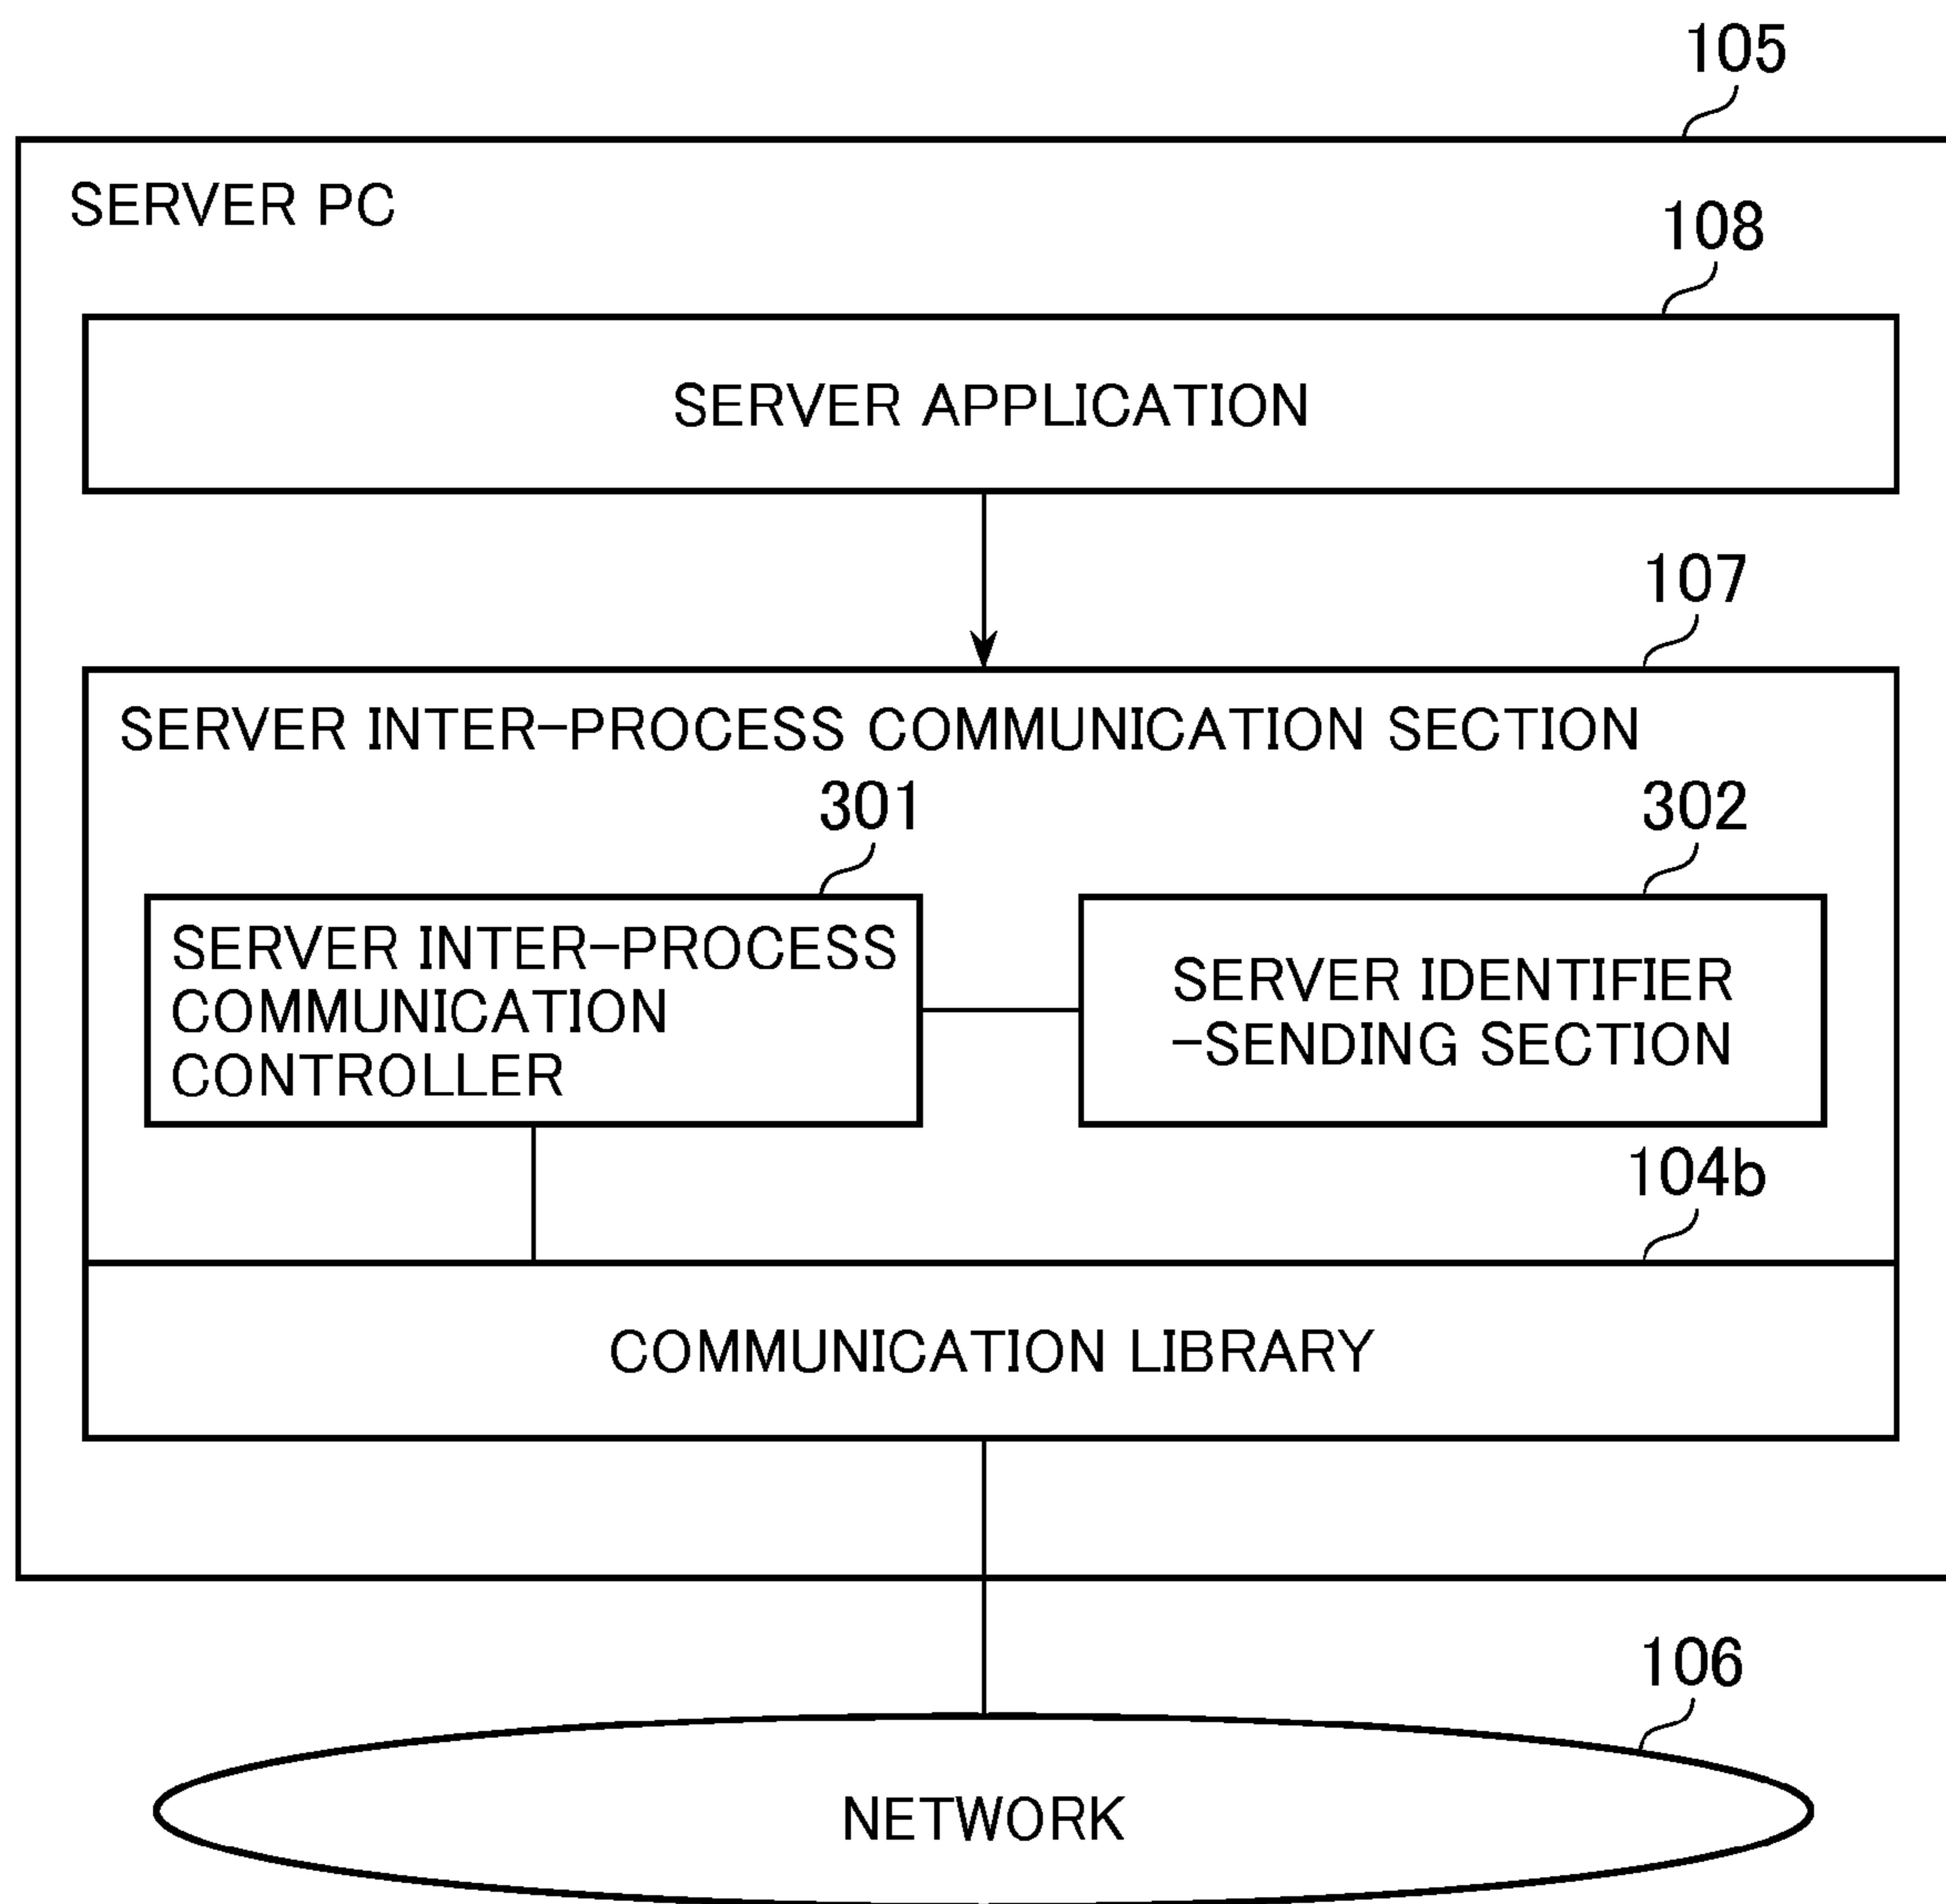 105
SERVER PC
108
SERVER APPLICATION
107
SERVER INTER-PROCESS COMMUNICATION SECTION
301
302
SERVER INTER-PROCESS
COMMUNICATION
CONTROLLER
SERVER IDENTIFIER
-SENDING SECTION
104b
COMMUNICATION LIBRARY
106
NETWORK